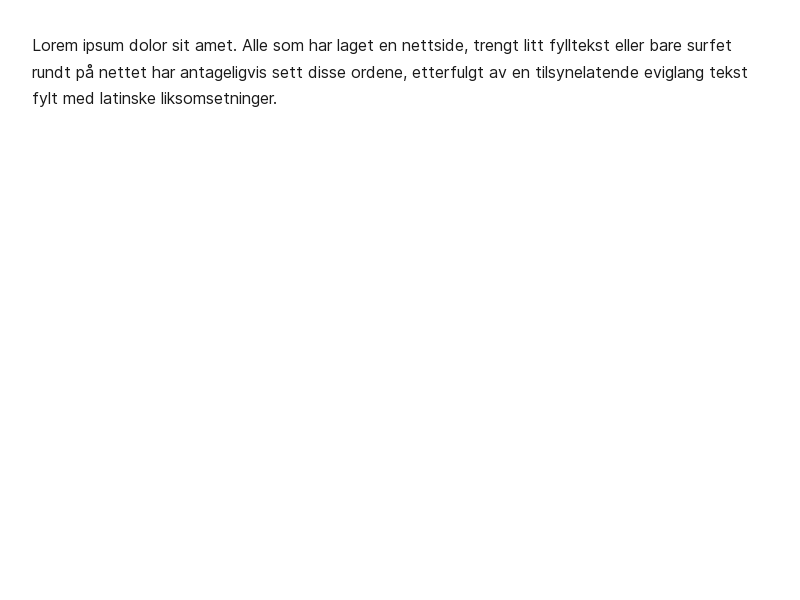 Lorem ipsum dolor sit amet. Alle som har laget en nettside, trengt litt fylltekst eller bare surfet
rundt på nettet har antageligvis sett disse ordene, etterfulgt av en tilsynelatende eviglang tekst
fylt med latinske liksomsetninger.